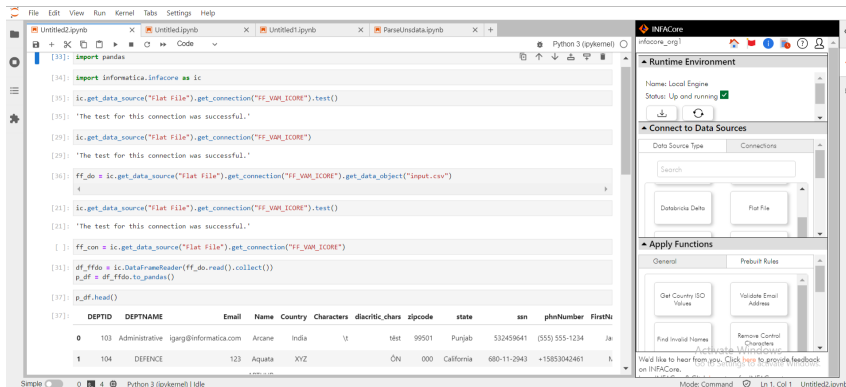 File Edit View Run Kernel Tabs Settings Help
Untitled2.ipynb
Untitled.ipynb
Untitled1.ipynb
ParseUnsdata.ipynb
Code
Python 3 (ipykernel)
[33]: import pandas
[34]: import informatica.infacore as ic
[35]: ic.get_data_source("Flat File").get_connection("FF_VAM_ICORE").test()
[35]: 'The test for this connection was successful.'
[29]: ic.get_data_source("Flat File").get_connection("FF_VAM_ICORE")
[29]: 'The test for this connection was successful.'
[36]: ff_do = ic.get_data_source("Flat File").get_connection("FF_VAM_ICORE").get_data_object("input.csv")
[21]: ic.get_data_source("Flat File").get_connection("FF_VAM_ICORE").test()
[21]: 'The test for this connection was successful.'
[ ]: ff_con = ic.get_data_source("Flat File").get_connection("FF_VAM_ICORE")
[31]: df_ffdo = ic.DataFrameReader(ff_do.read().collect())
p_df = df_ffdo.to_pandas()
[37]: p_df.head()
[37]: DEPTID DEPTNAME Email Name Country Characters diacritic_chars zipcode state ssn phnNumber FirstNa
0 103 Administrative igarg@informatica.com Arcane India \t tëst 99501 Punjab 532459641 (555) 555-1234 Ja
1 104 DEFENCE 123 Aquata XYZ ÔN 000 California 680-11-2943 +15853042461
INFACore
infacore_org1
Runtime Environment
Name: Local Engine
Status: Up and running
Connect to Data Sources
Data Source Type Connections
Search
Databricks Delta
Flat File
Apply Functions
General Prebuilt Rules
Get Country ISO Values
Validate Email Address
Find Invalid Names
Remove Control Characters
Activate Windows
Go to Settings to activate Windows.
We'd like to hear from you. Click here to provide feedback
on INFACore.
Simple 0 4 Python 3 (ipykernel) | Idle Mode: Command Ln 1, Col 1 Untitled2.ipynb